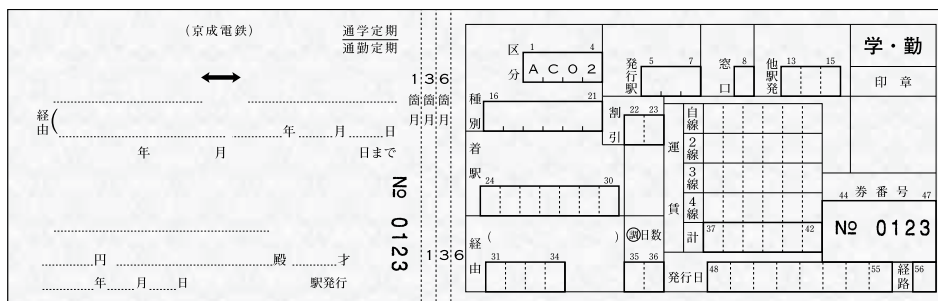 (京成電鉄)
通学定期
通勤定期
↔
経由(
年 月 日
年 月 日まで
№ 0123
円 殿 才
年 月 日 駅発行
1 3 6
箇 箇 箇
月 月 月
1 3 6
区分
1 4
A C 0 2
発行駅
5 7
窓口
8
他駅発
13 15
学・勤
印章
種別
16 21
割引
22 23
運賃
自線
2線
3線
4線
計
37 42
着駅
24 30
経由
( )
31 34
調日数
35 36
44 券番号 47
№ 0123
発行日
48 55
経路
56